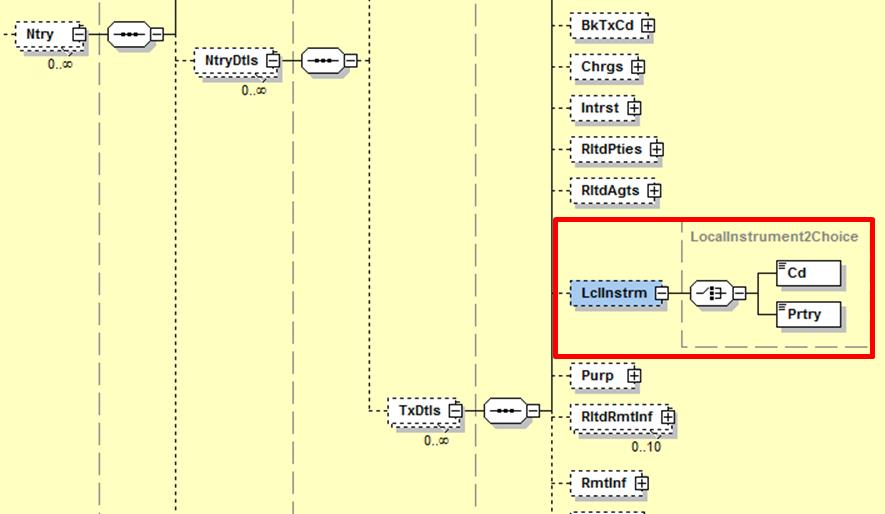 Ntry
0..∞
NtryDtls
0..∞
TxDtls
0..∞
BkTxCd
Chrgs
Intrst
RltdPties
RltdAgts
LocalInstrument2Choice
LclInstrm
Cd
Prtry
Purp
RltdRmtInf
0..10
RmtInf